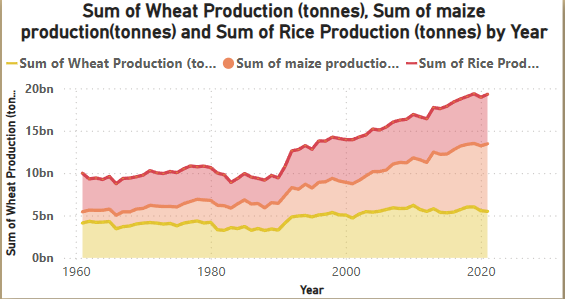 Sum of Wheat Production (tonnes), Sum of maize
production(tonnes) and Sum of Rice Production (tonnes) by Year
Sum of Wheat Production (to... Sum of maize productio... Sum of Rice Prod...
Sum of Wheat Production (ton...
20bn
15bn
10bn
5bn
0bn
1960 1980 2000 2020
Year